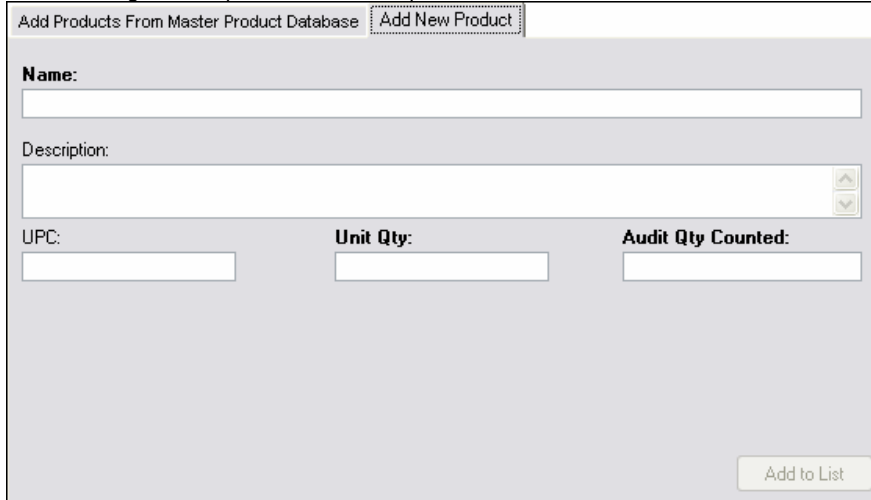 Add Products From Master Product Database Add New Product
Name:
Description:
UPC: Unit Qty: Audit Qty Counted:
Add to List